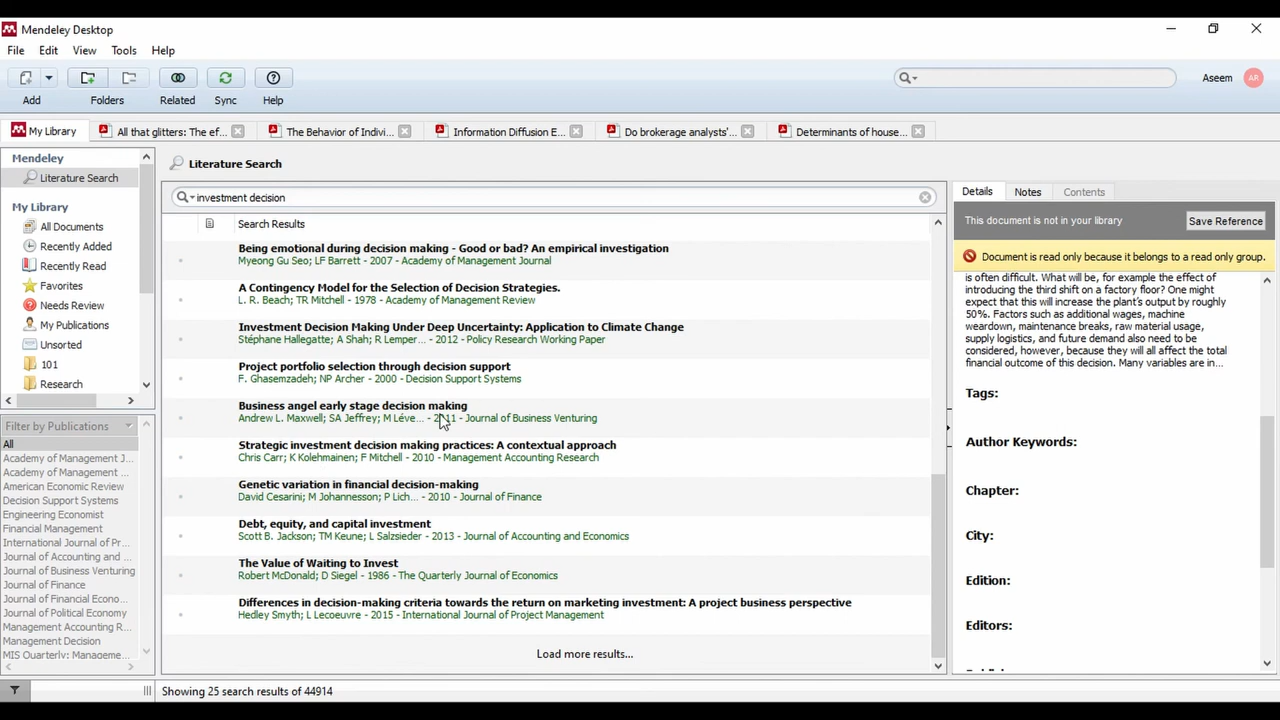 Mendeley Desktop
File Edit View Tools Help
Add Folders Related Sync Help
Aseem AR
My Library All that glitters: The ef... The Behavior of Indivi... Information Diffusion E... Do brokerage analysts'... Determinants of house...
Mendeley
Literature Search
My Library
All Documents
Recently Added
Recently Read
Favorites
Needs Review
My Publications
Unsorted
101
Research
Filter by Publications
All
Academy of Management J...
Academy of Management ...
American Economic Review
Decision Support Systems
Engineering Economist
Financial Management
International Journal of Pr...
Journal of Accounting and ...
Journal of Business Venturing
Journal of Finance
Journal of Financial Econo...
Journal of Political Economy
Management Accounting R...
Management Decision
MIS Quarterly: Manageme...
Literature Search
investment decision
Search Results
Being emotional during decision making - Good or bad? An empirical investigation
Myeong Gu Seo; LF Barrett - 2007 - Academy of Management Journal
A Contingency Model for the Selection of Decision Strategies.
L. R. Beach; TR Mitchell - 1978 - Academy of Management Review
Investment Decision Making Under Deep Uncertainty: Application to Climate Change
Stéphane Hallegatte; A Shah; R Lemper... - 2012 - Policy Research Working Paper
Project portfolio selection through decision support
F. Ghasemzadeh; NP Archer - 2000 - Decision Support Systems
Business angel early stage decision making
Andrew L. Maxwell; SA Jeffrey; M Léve... - 2011 - Journal of Business Venturing
Strategic investment decision making practices: A contextual approach
Chris Carr; K Kolehmainen; F Mitchell - 2010 - Management Accounting Research
Genetic variation in financial decision-making
David Cesarini; M Johannesson; P Lich... - 2010 - Journal of Finance
Debt, equity, and capital investment
Scott B. Jackson; TM Keune; L Salzsieder - 2013 - Journal of Accounting and Economics
The Value of Waiting to Invest
Robert McDonald; D Siegel - 1986 - The Quarterly Journal of Economics
Differences in decision-making criteria towards the return on marketing investment: A project business perspective
Hedley Smyth; L Lecoeuvre - 2015 - International Journal of Project Management
Load more results...
Showing 25 search results of 44914
Details Notes Contents
This document is not in your library Save Reference
Document is read only because it belongs to a read only group.
is often difficult. What will be, for example the effect of
introducing the third shift on a factory floor? One might
expect that this will increase the plant's output by roughly
50%. Factors such as additional wages, machine
weardown, maintenance breaks, raw material usage,
supply logistics, and future demand also need to be
considered, however, because they will all affect the total
financial outcome of this decision. Many variables are in...
Tags:
Author Keywords:
Chapter:
City:
Edition:
Editors: